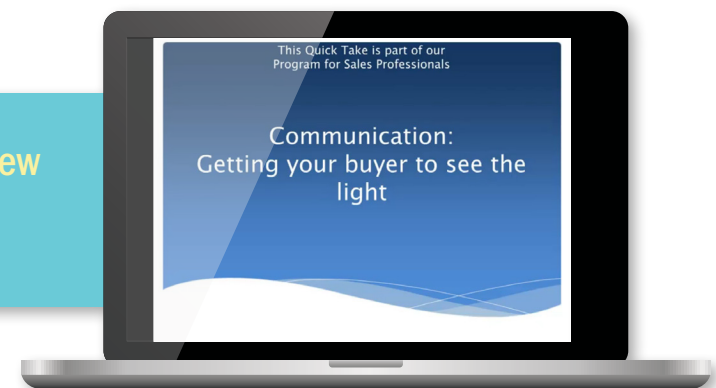 This Quick Take is part of our
Program for Sales Professionals
Communication:
Getting your buyer to see the
light